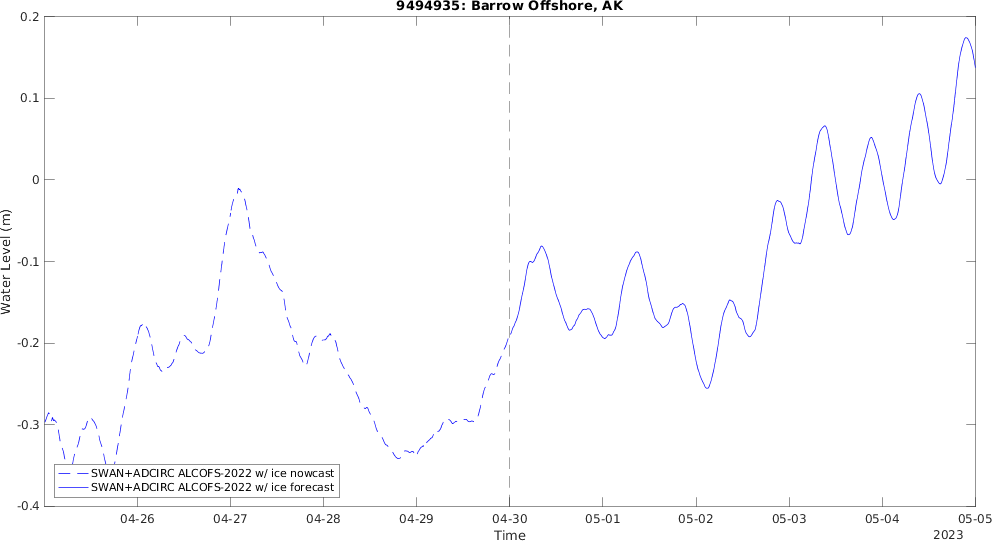 9494935: Barrow Offshore, AK
0.2
0.1
0
-0.1
-0.2
-0.3
-0.4
Water Level (m)
SWAN+ADCIRC ALCOFS-2022 w/ ice nowcast
SWAN+ADCIRC ALCOFS-2022 w/ ice forecast
04-26 04-27 04-28 04-29 04-30 05-01 05-02 05-03 05-04 05-05
Time
2023